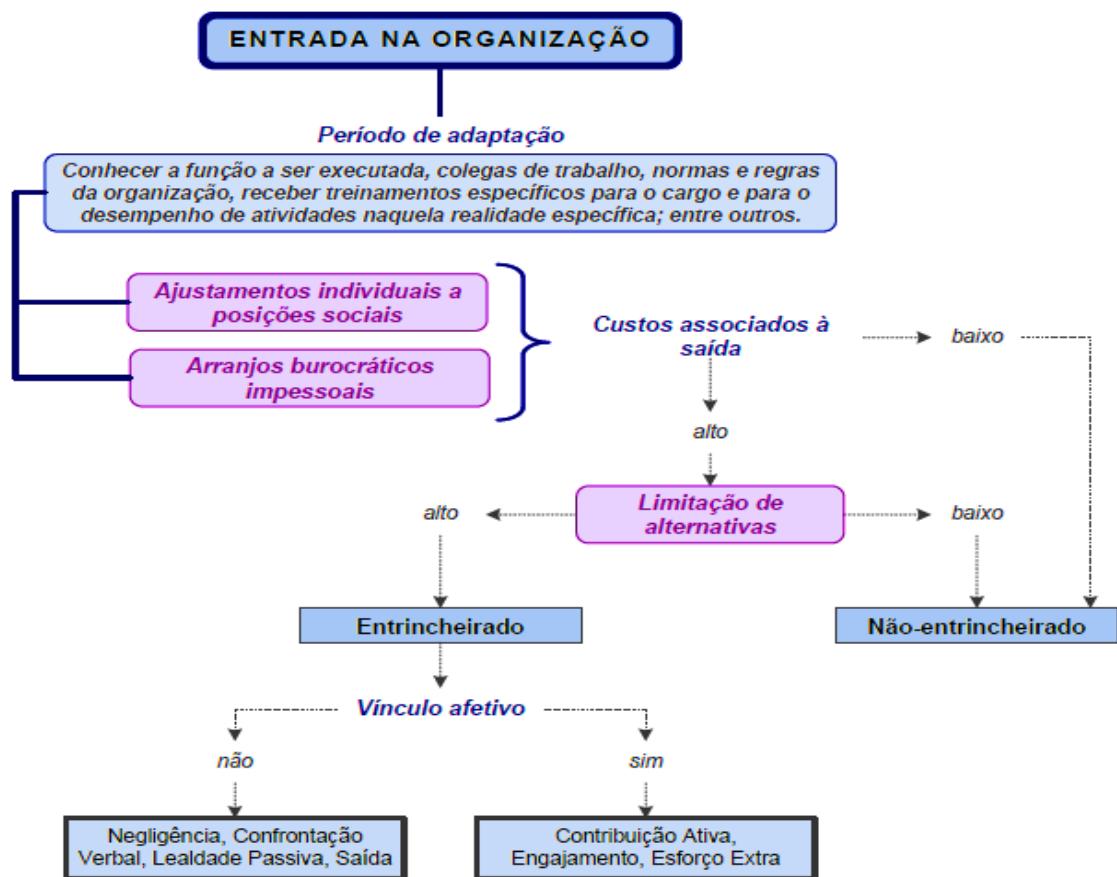 ENTRADA NA ORGANIZAÇÃO
Período de adaptação
Conhecer a função a ser executada, colegas de trabalho, normas e regras
da organização, receber treinamentos específicos para o cargo e para o
desempenho de atividades naquela realidade específica; entre outros.
Ajustamentos individuais a
posições sociais
Arranjos burocráticos
impessoais
Custos associados à
saída
baixo
alto
Limitação de
alternativas
alto
baixo
Entrincheirado
Não-entrincheirado
Vínculo afetivo
não
sim
Negligência, Confrontação
Verbal, Lealdade Passiva, Saída
Contribuição Ativa,
Engajamento, Esforço Extra